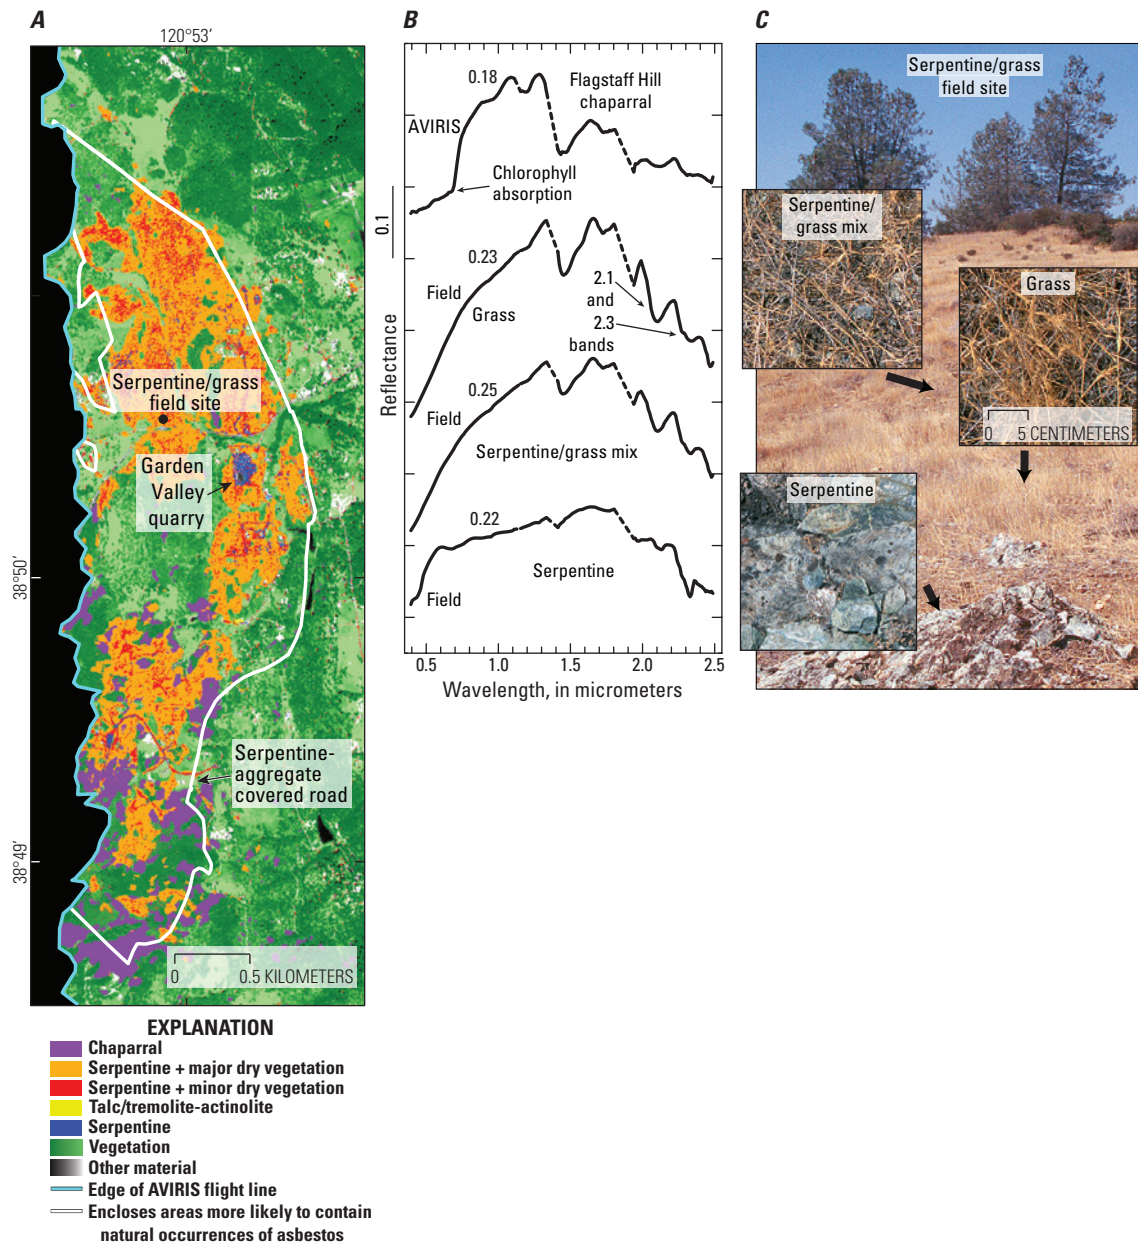 A
120°53′
38°50′
38°49′
Serpentine/grass
field site
Garden
Valley
quarry
Serpentine-
aggregate
covered road
0 0.5 KILOMETERS
EXPLANATION
Chaparral
Serpentine + major dry vegetation
Serpentine + minor dry vegetation
Talc/tremolite-actinolite
Serpentine
Vegetation
Other material
Edge of AVIRIS flight line
Encloses areas more likely to contain
natural occurrences of asbestos
B
0.18
Flagstaff Hill
chaparral
AVIRIS
Chlorophyll
absorption
0.1
Reflectance
0.23
Field
Grass
2.1
and
2.3
bands
0.25
Field
Serpentine/grass mix
0.22
Serpentine
Field
0.5 1.0 1.5 2.0 2.5
Wavelength, in micrometers
C
Serpentine/grass
field site
Serpentine/
grass mix
Grass
0 5 CENTIMETERS
Serpentine